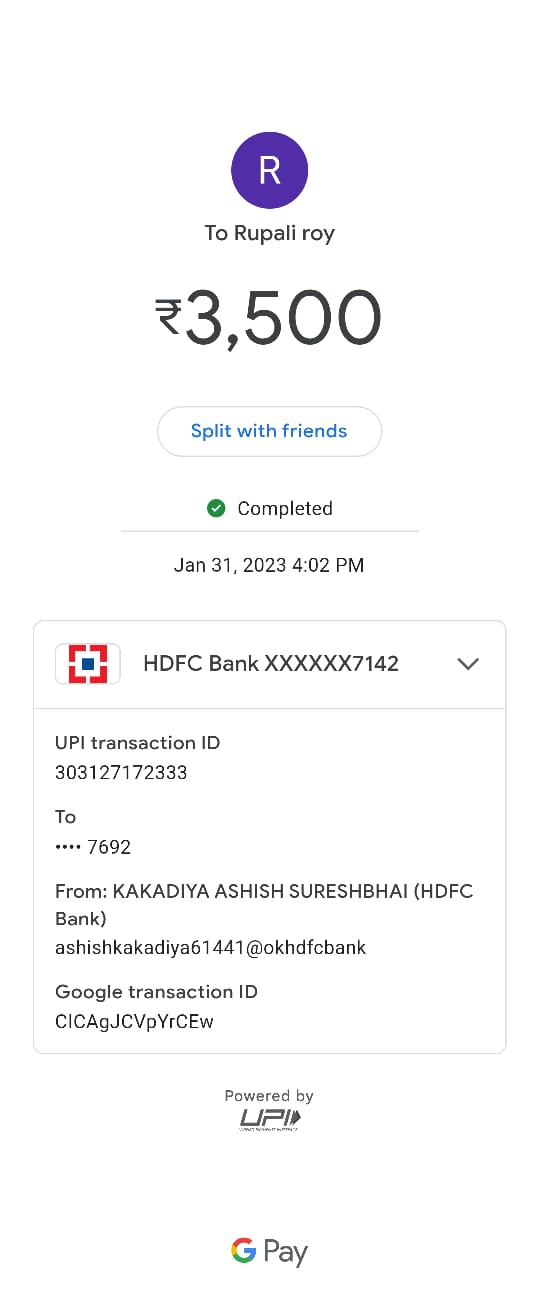 R
To Rupali roy
₹3,500
Split with friends
Completed
Jan 31, 2023 4:02 PM
HDFC Bank XXXXXX7142
UPI transaction ID
303127172333
To
•••• 7692
From: KAKADIYA ASHISH SURESHBHAI (HDFC
Bank)
ashishkakadiya61441@okhdfcbank
Google transaction ID
CICAgJCVpYrCEw
Powered by
UPI
G Pay